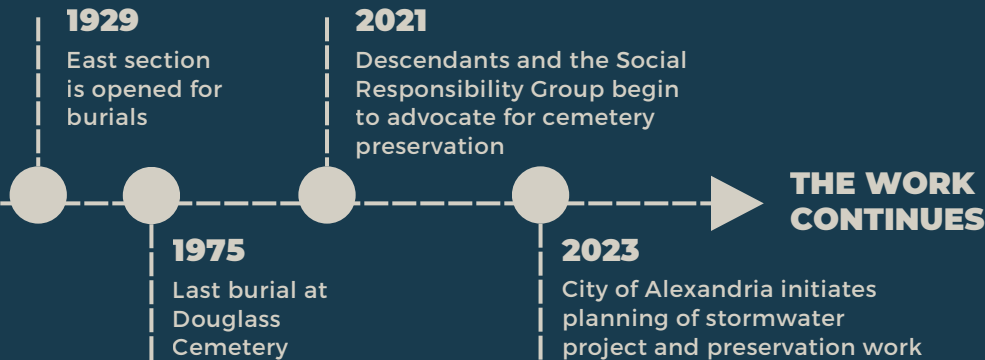 1929
East section
is opened for
burials
1975
Last burial at
Douglass
Cemetery
2021
Descendants and the Social
Responsibility Group begin
to advocate for cemetery
preservation
2023
City of Alexandria initiates
planning of stormwater
project and preservation work
THE WORK
CONTINUES